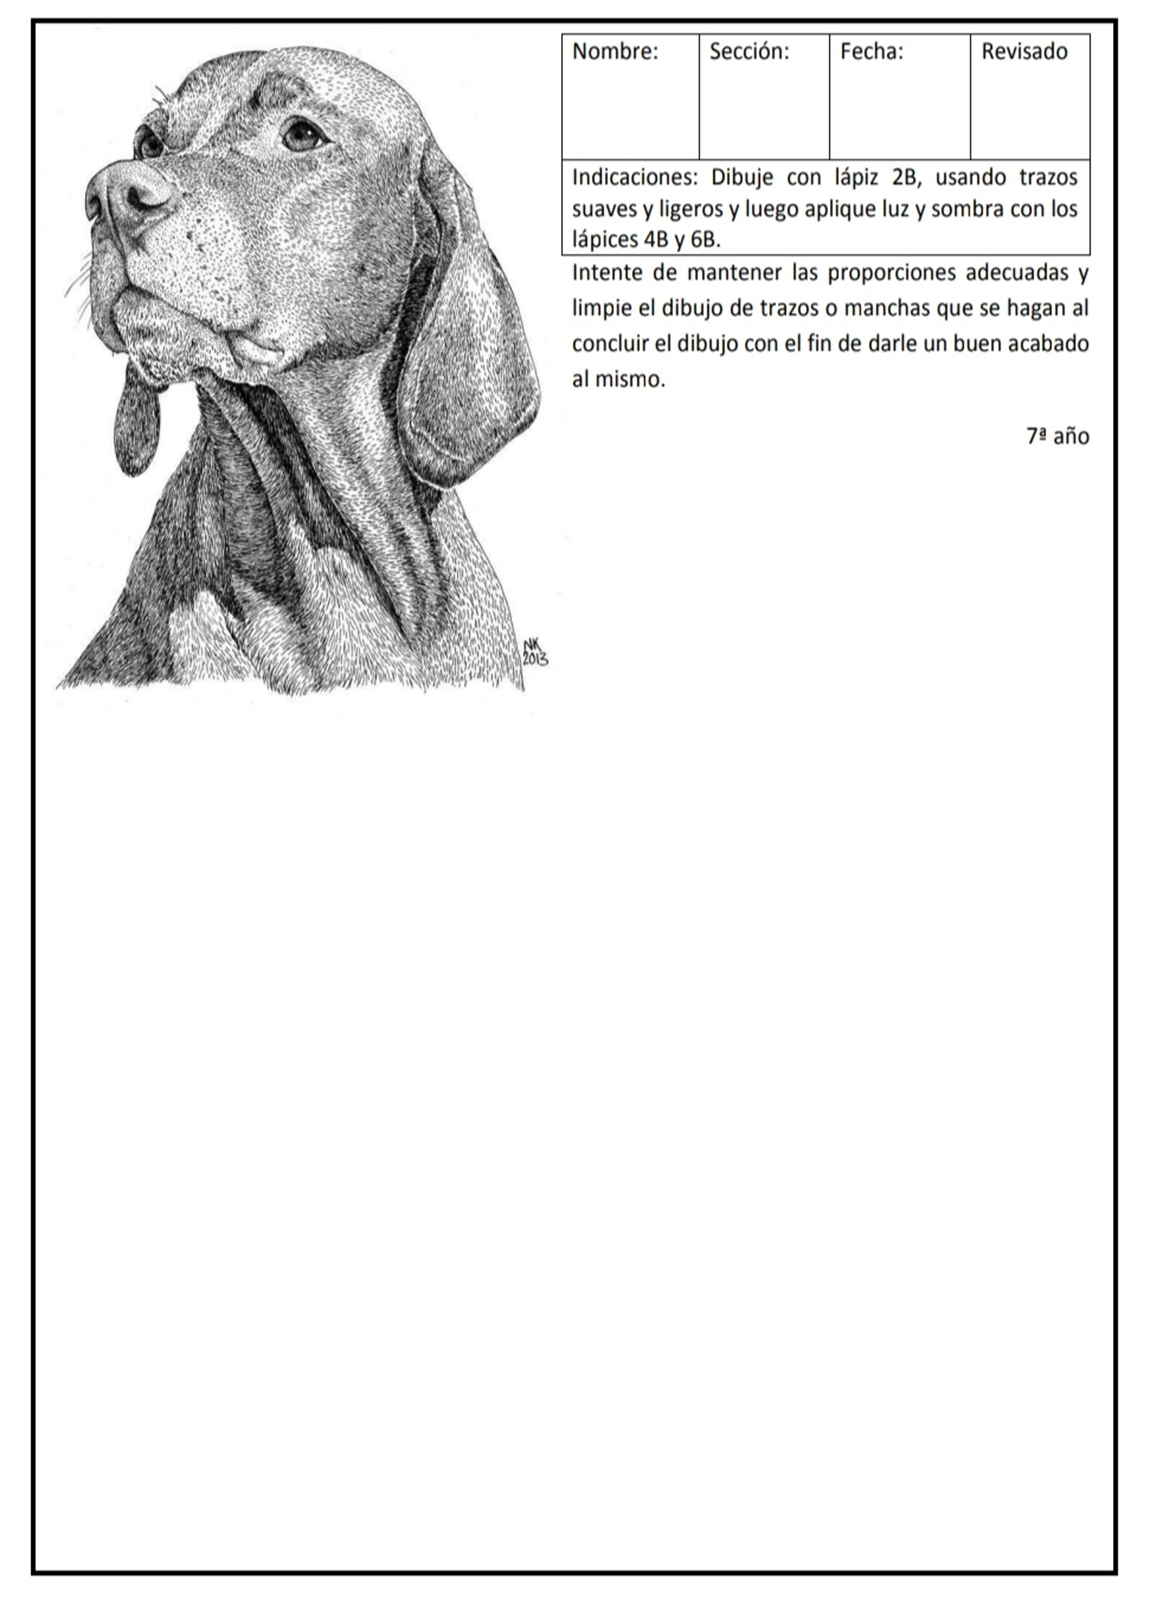 Nombre: Sección: Fecha: Revisado
Indicaciones: Dibuje con lápiz 2B, usando trazos
suaves y ligeros y luego aplique luz y sombra con los
lápices 4B y 6B.
Intente de mantener las proporciones adecuadas y
limpie el dibujo de trazos o manchas que se hagan al
concluir el dibujo con el fin de darle un buen acabado
al mismo.
7ª año
NK
2013